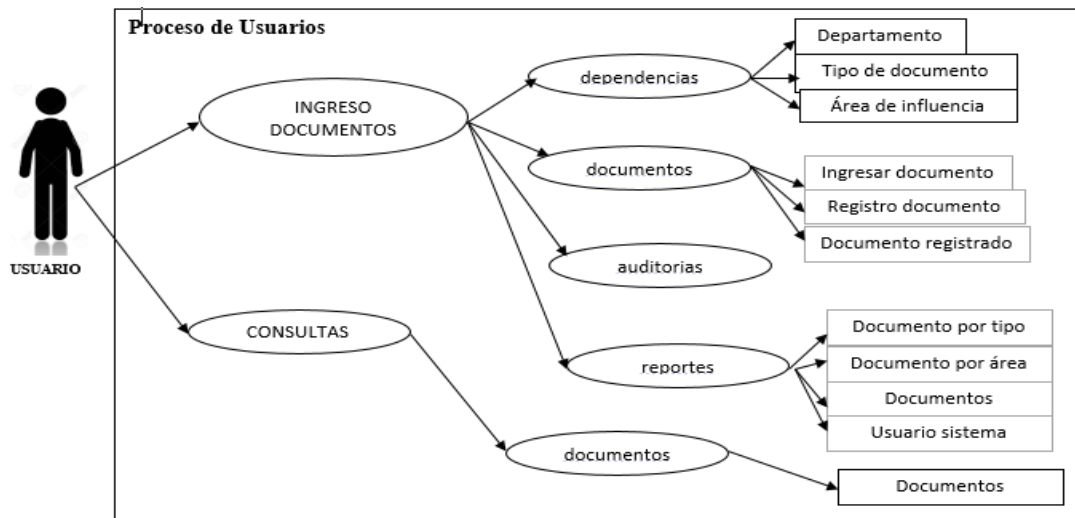 Proceso de Usuarios
USUARIO
INGRESO
DOCUMENTOS
CONSULTAS
dependencias
Departamento
Tipo de documento
Área de influencia
documentos
Ingresar documento
Registro documento
Documento registrado
auditorias
reportes
Documento por tipo
Documento por área
Documentos
Usuario sistema
documentos
Documentos